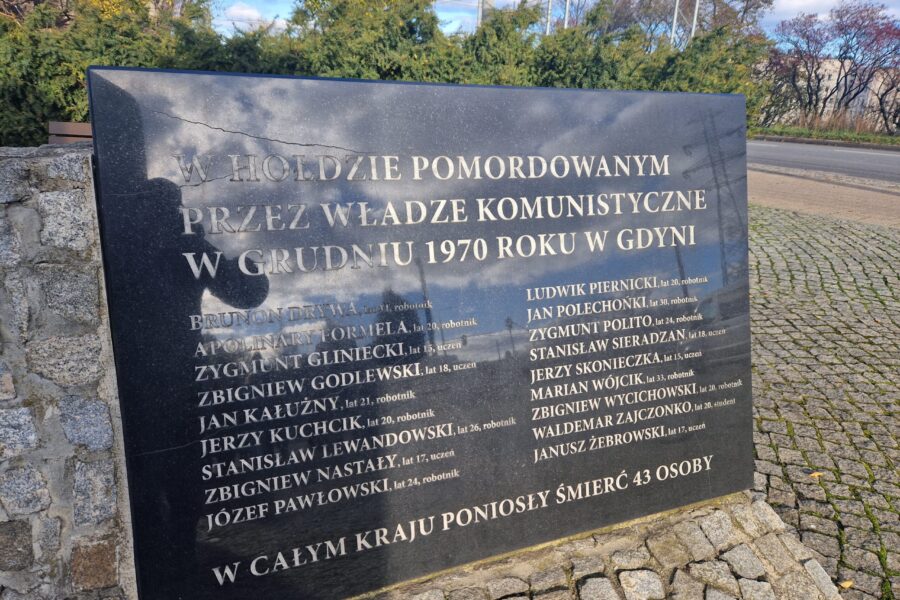 W HOŁDZIE POMORDOWANYM
PRZEZ WŁADZE KOMUNISTYCZNE
W GRUDNIU 1970 ROKU W GDYNI
BRUNON DRYWA, lat robotnik
APOLINARY FORMELA, lat 20, robotnik
ZYGMUNT GLINIECKI, lat 15, uczeń
ZBIGNIEW GODLEWSKI, lat 18, uczeń
JAN KAŁUŻNY, lat 21, robotnik
JERZY KUCHCIK, lat 20, robotnik
STANISŁAW LEWANDOWSKI, lat 26, robotnik
ZBIGNIEW NASTAŁY, lat 17, uczeń
JÓZEF PAWŁOWSKI, lat 24, robotnik
LUDWIK PIERNICKI, lat 20, robotnik
JAN POLECHOŃKI, lat 30, robotnik
ZYGMUNT POLITO, lat 24, robotnik
STANISŁAW SIERADZAN, lat 18, uczeń
JERZY SKONIECZKA, lat 15, uczeń
MARIAN WÓJCIK, lat 33, robotnik
ZBIGNIEW WYCICHOWSKI, lat 20, robotnik
WALDEMAR ZAJCZONKO, lat 20, student
JANUSZ ŻEBROWSKI, lat 17, uczeń
W CAŁYM KRAJU PONIOSŁY ŚMIERĆ 43 OSOBY